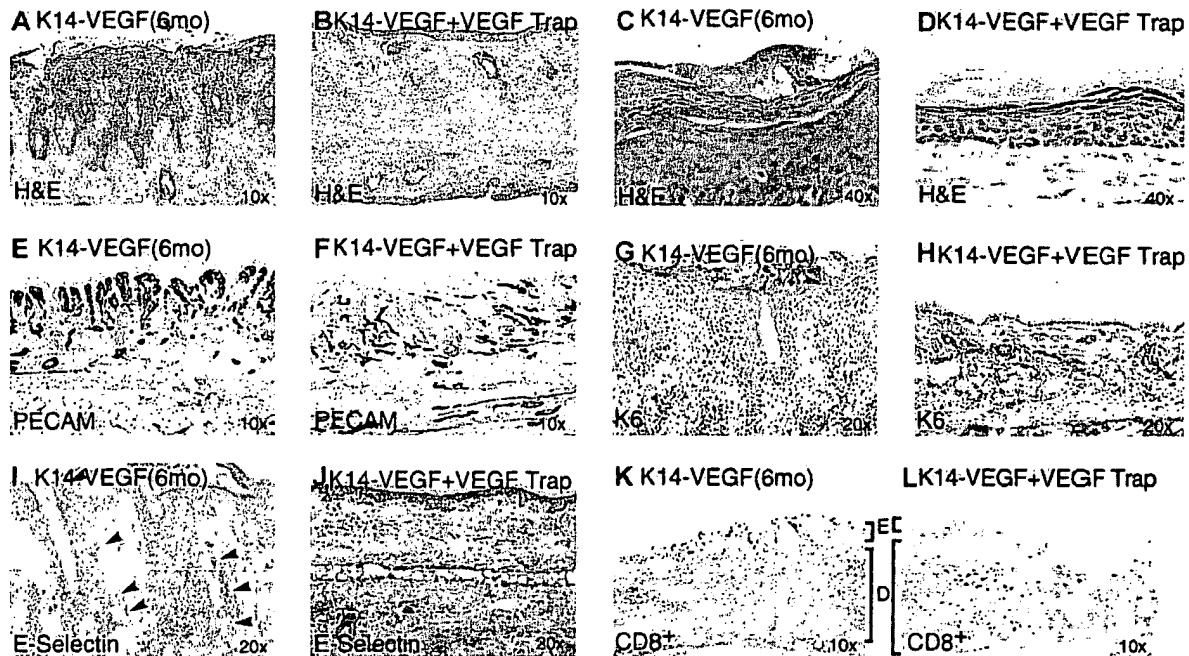 A K14-VEGF(6mo)
H&E 10x
B K14-VEGF+VEGF Trap
H&E 10x
C K14-VEGF(6mo)
H&E 40x
D K14-VEGF+VEGF Trap
H&E 40x
E K14-VEGF(6mo)
PECAM 10x
F K14-VEGF+VEGF Trap
PECAM 10x
G K14-VEGF(6mo)
K6 20x
H K14-VEGF+VEGF Trap
K6 20x
I K14-VEGF(6mo)
E-Selectin 20x
J K14-VEGF+VEGF Trap
E-Selectin 20x
K K14-VEGF(6mo)
E
D
CD8+ 10x
L K14-VEGF+VEGF Trap
CD8+ 10x